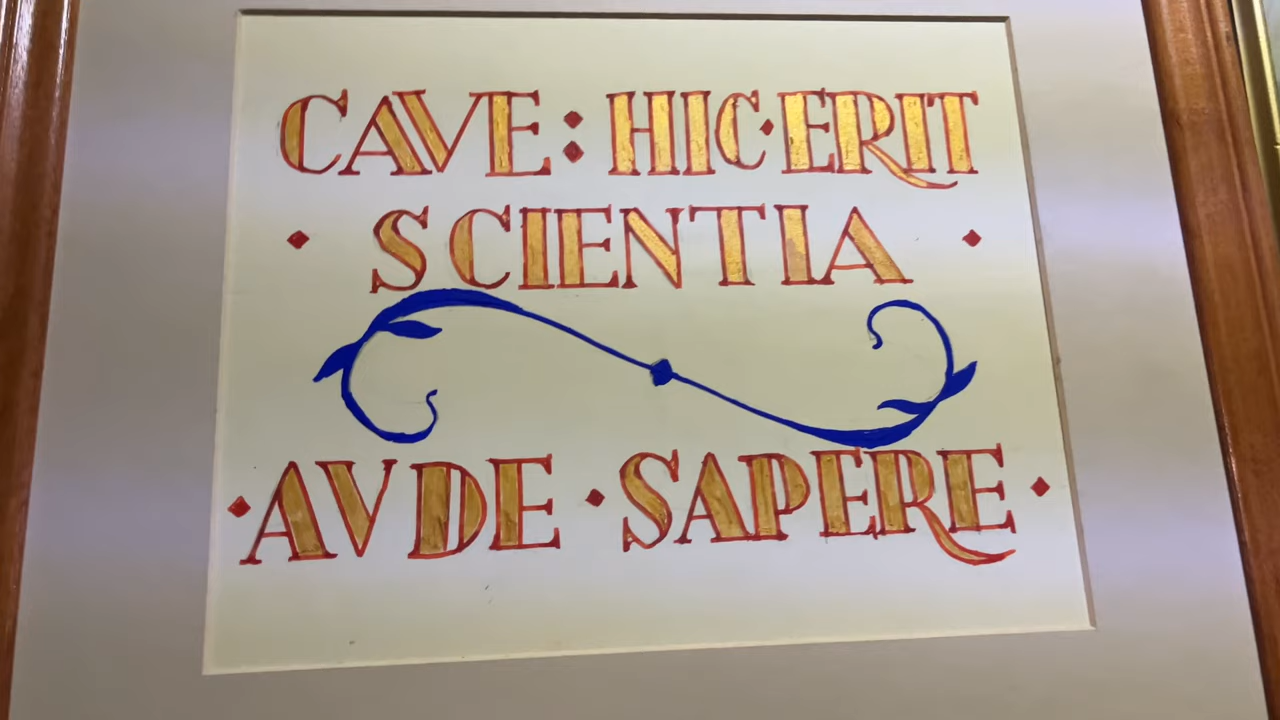 CAVE : HIC·ERIT
· SCIENTIA ·
· AVDE · SAPERE ·